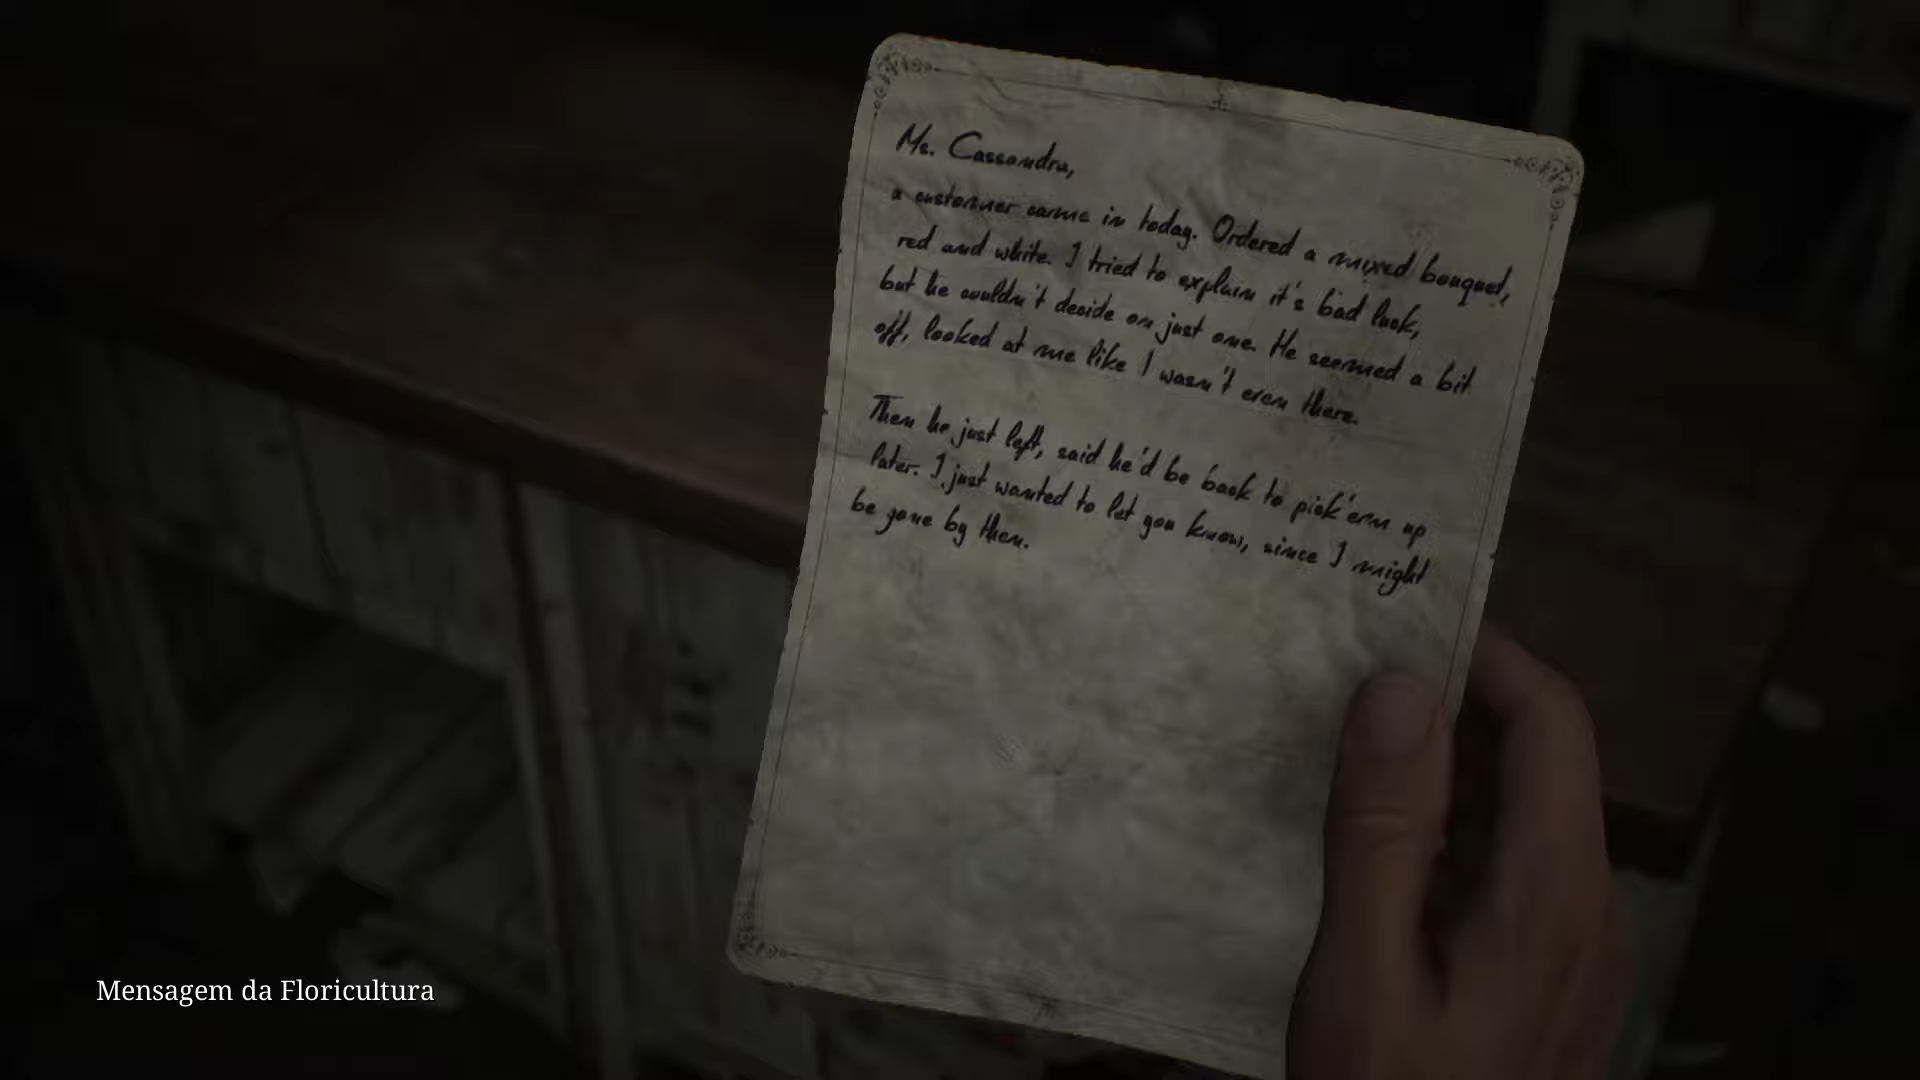 Ms. Cassandra,
a customer came in today. Ordered a mixed bouquet,
red and white. I tried to explain it's bad luck,
but he couldn't decide on just one. He seemed a bit
off, looked at me like I wasn't even there.
Then he just left, said he'd be back to pick'em up
later. I just wanted to let you know, since I might
be gone by then.
Mensagem da Floricultura